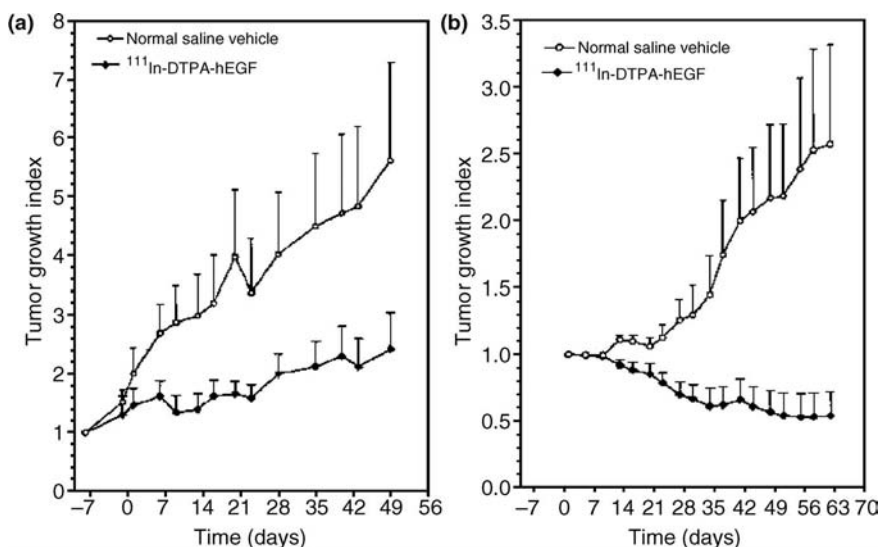 (a)
8
7
6
5
4
3
2
1
0
Normal saline vehicle
111In-DTPA-hEGF
Tumor growth index
–7 0 7 14 21 28 35 42 49 56
Time (days)
(b)
3.5
3.0
2.5
2.0
1.5
1.0
0.5
0.0
Normal saline vehicle
111In-DTPA-hEGF
Tumor growth index
0 7 14 21 28 35 42 49 56 63 70
Time (days)